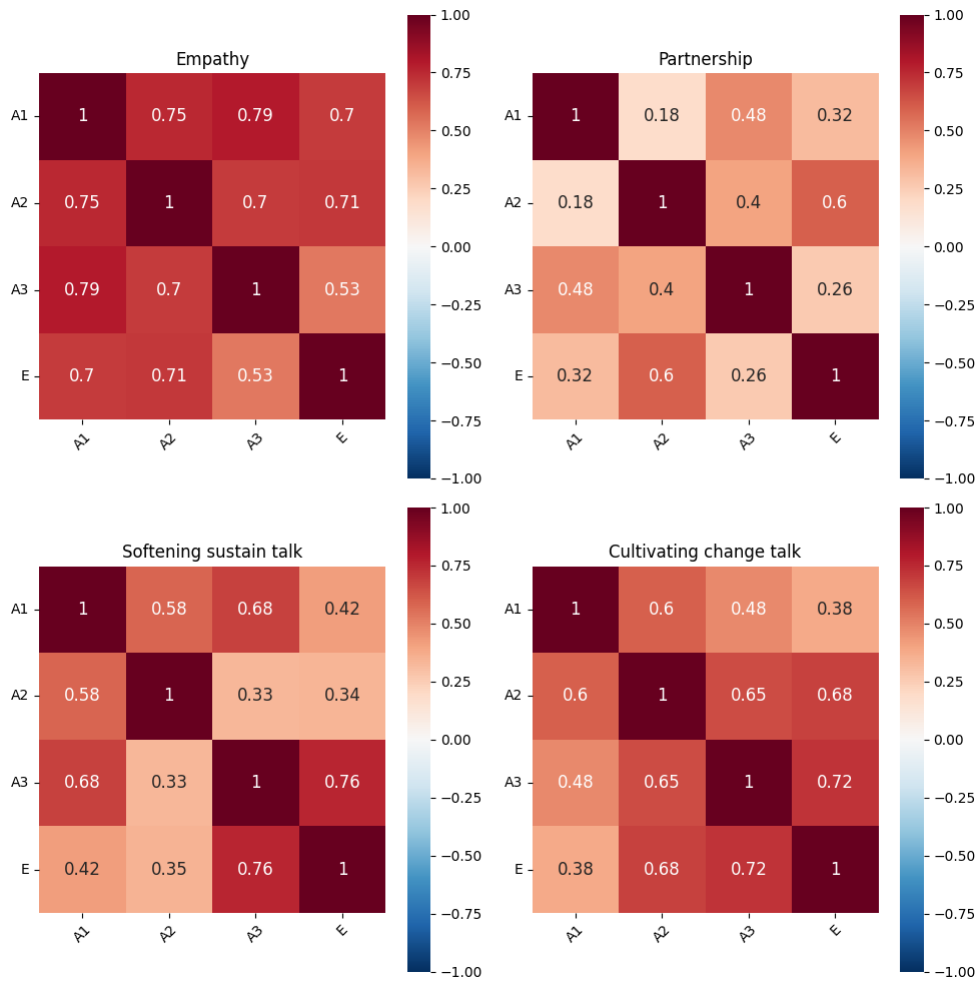 Empathy
A1 1 0.75 0.79 0.7
A2 0.75 1 0.7 0.71
A3 0.79 0.7 1 0.53
E 0.7 0.71 0.53 1
A1 A2 A3 E
1.00
0.75
0.50
0.25
0.00
−0.25
−0.50
−0.75
−1.00
Partnership
A1 1 0.18 0.48 0.32
A2 0.18 1 0.4 0.6
A3 0.48 0.4 1 0.26
E 0.32 0.6 0.26 1
A1 A2 A3 E
1.00
0.75
0.50
0.25
0.00
−0.25
−0.50
−0.75
−1.00
Softening sustain talk
A1 1 0.58 0.68 0.42
A2 0.58 1 0.33 0.34
A3 0.68 0.33 1 0.76
E 0.42 0.35 0.76 1
A1 A2 A3 E
1.00
0.75
0.50
0.25
0.00
−0.25
−0.50
−0.75
−1.00
Cultivating change talk
A1 1 0.6 0.48 0.38
A2 0.6 1 0.65 0.68
A3 0.48 0.65 1 0.72
E 0.38 0.68 0.72 1
A1 A2 A3 E
1.00
0.75
0.50
0.25
0.00
−0.25
−0.50
−0.75
−1.00